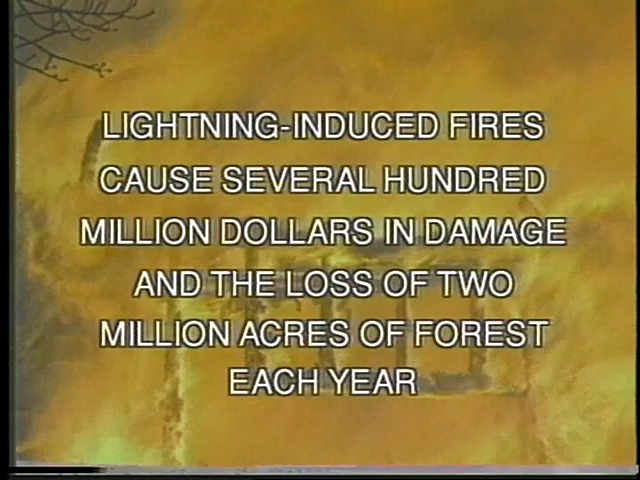 LIGHTNING-INDUCED FIRES
CAUSE SEVERAL HUNDRED
MILLION DOLLARS IN DAMAGE
AND THE LOSS OF TWO
MILLION ACRES OF FOREST
EACH YEAR